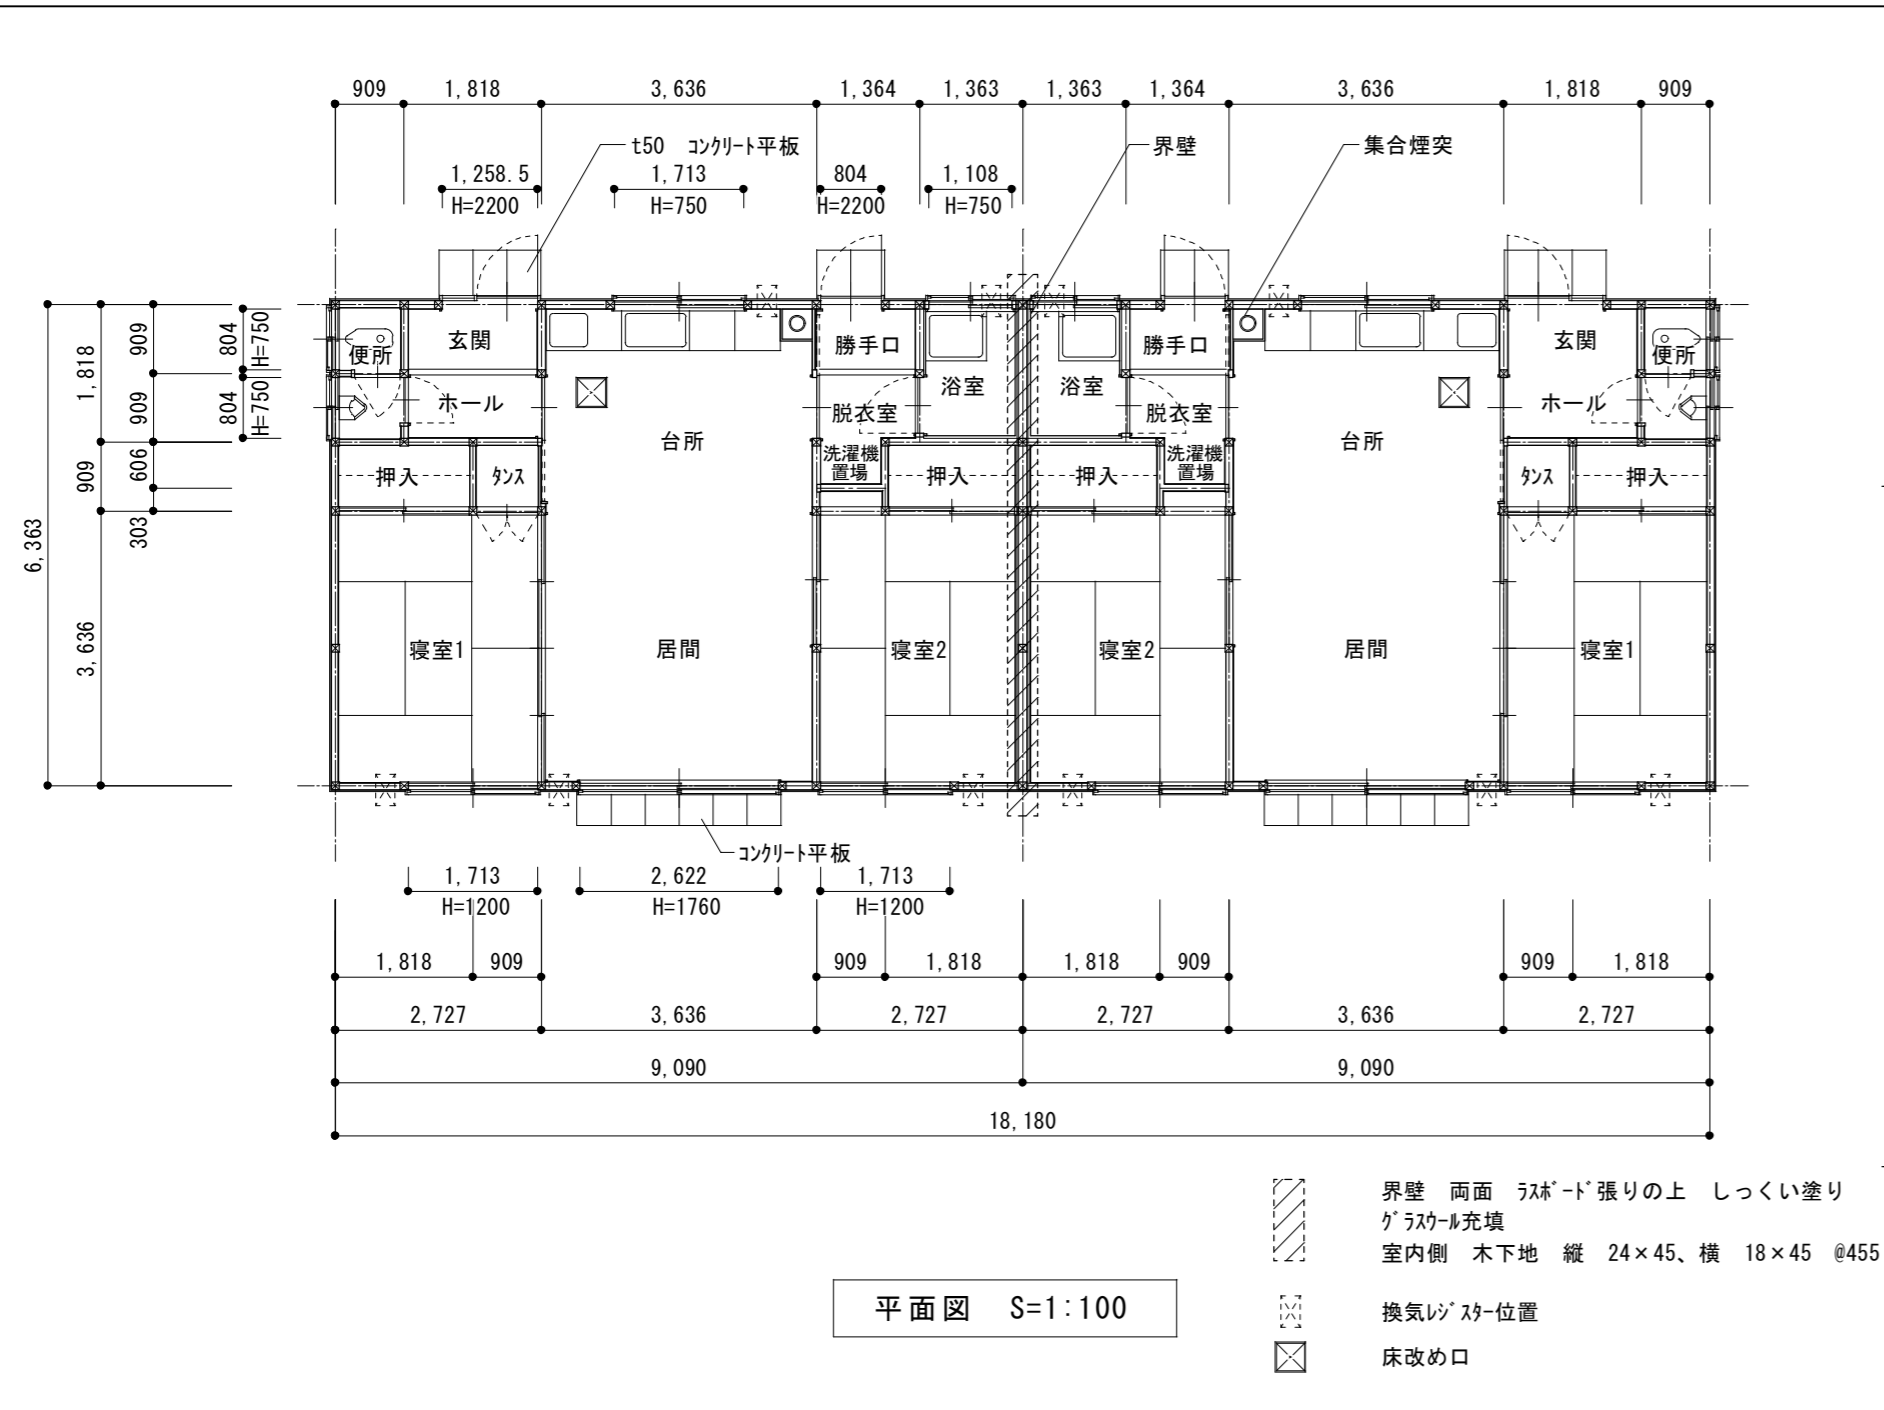 909 1,818 3,636 1,364 1,363 1,363 1,364 3,636 1,818 909
t50 コンクリート平板
界壁
集合煙突
1,258.5 1,713 804 1,108
H=2200 H=750 H=2200 H=750
6,363
1,818 909 3,636
909 909 606 303
804 H=750
804 H=750
便所 玄関 勝手口 浴室 浴室 勝手口 玄関 便所
ホール 台所 脱衣室 脱衣室 台所 ホール
押入 タンス 洗濯機 押入 押入 洗濯機 タンス 押入
置場 置場
寝室1 居間 寝室2 寝室2 居間 寝室1
コンクリート平板
1,713 2,622 1,713
H=1200 H=1760 H=1200
1,818 909 909 1,818 1,818 909 909 1,818
2,727 3,636 2,727 2,727 3,636 2,727
9,090 9,090
18,180
界壁 両面 ラスボード張りの上 しっくい塗り
グラスウール充填
室内側 木下地 縦 24×45、横 18×45 @455
換気レジスター位置
床改め口
平面図 S=1:100